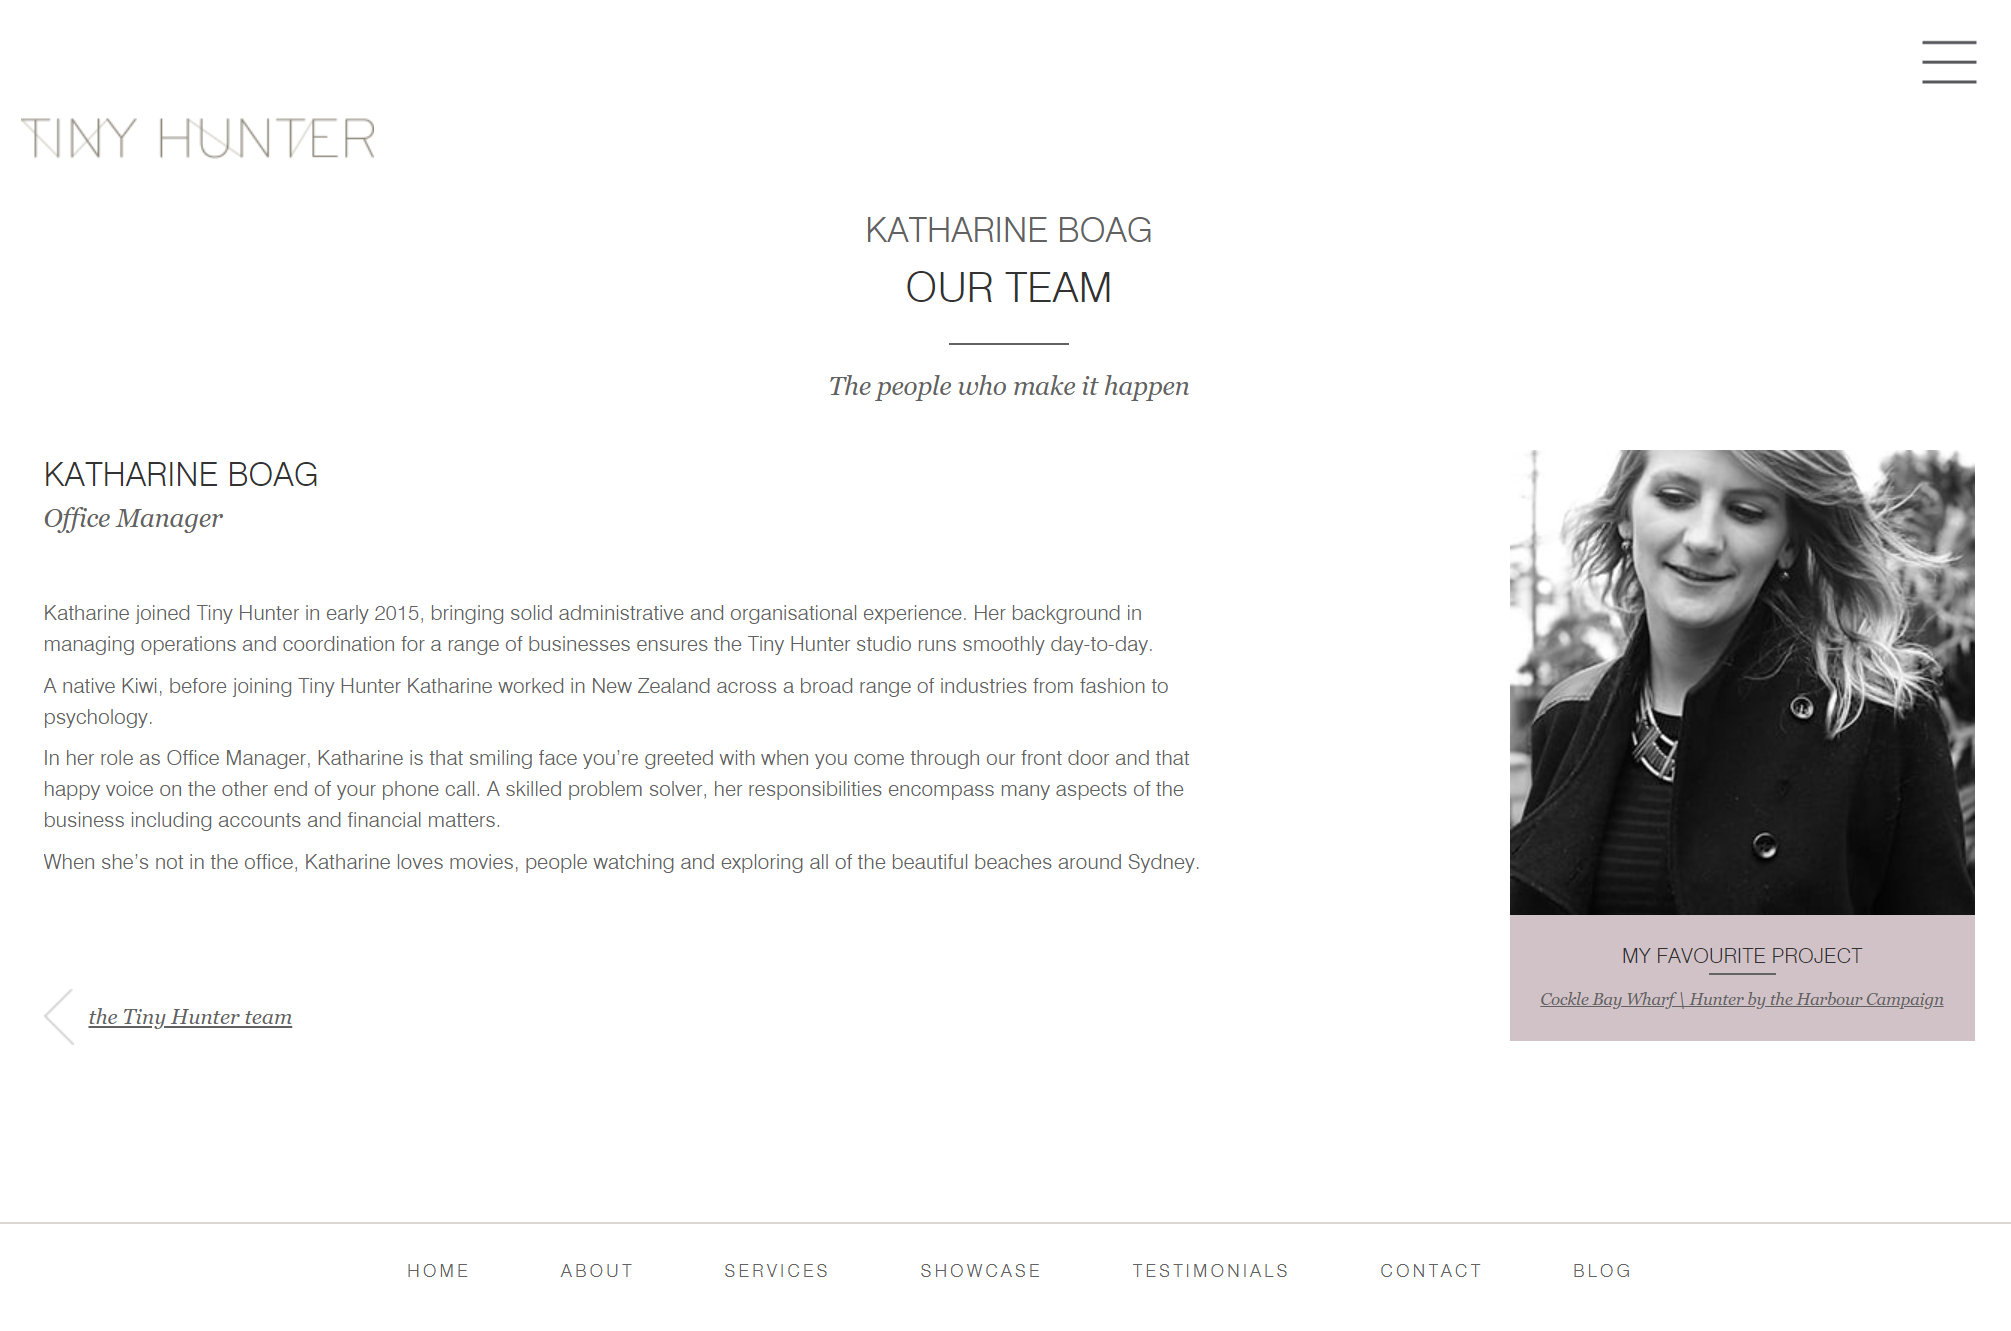 TINY HUNTER
KATHARINE BOAG
OUR TEAM
The people who make it happen
KATHARINE BOAG
Office Manager
Katharine joined Tiny Hunter in early 2015, bringing solid administrative and organisational experience. Her background in
managing operations and coordination for a range of businesses ensures the Tiny Hunter studio runs smoothly day-to-day.
A native Kiwi, before joining Tiny Hunter Katharine worked in New Zealand across a broad range of industries from fashion to
psychology.
In her role as Office Manager, Katharine is that smiling face you’re greeted with when you come through our front door and that
happy voice on the other end of your phone call. A skilled problem solver, her responsibilities encompass many aspects of the
business including accounts and financial matters.
When she’s not in the office, Katharine loves movies, people watching and exploring all of the beautiful beaches around Sydney.
the Tiny Hunter team
MY FAVOURITE PROJECT
Cockle Bay Wharf \ Hunter by the Harbour Campaign
HOME ABOUT SERVICES SHOWCASE TESTIMONIALS CONTACT BLOG